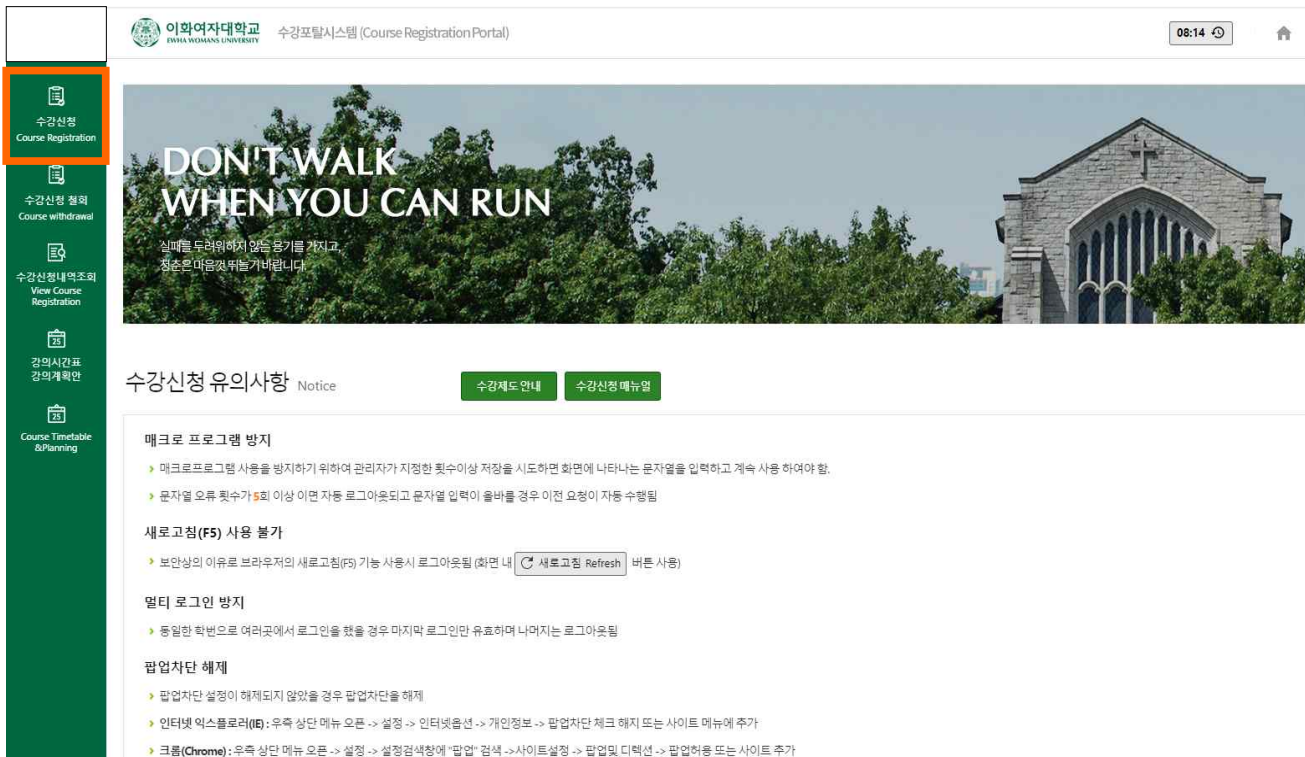 이화여자대학교
EWHA WOMANS UNIVERSITY
수강포탈시스템 (Course Registration Portal)
08:14
수강신청
Course Registration
수강신청 철회
Course withdrawal
수강신청내역조회
View Course
Registration
25
강의시간표
강의계획안
25
Course Timetable
&Planning
DON'T WALK
WHEN YOU CAN RUN
실패를 두려워하지 않는 용기를 가지고,
청춘은 마음껏 뛰놀기 바랍니다.
수강신청 유의사항 Notice
수강제도 안내
수강신청 매뉴얼
매크로 프로그램 방지
› 매크로프로그램 사용을 방지하기 위하여 관리자가 지정한 횟수이상 저장을 시도하면 화면에 나타나는 문자열을 입력하고 계속 사용 하여야 함.
› 문자열 오류 횟수가 5회 이상 이면 자동 로그아웃되고 문자열 입력이 올바를 경우 이전 요청이 자동 수행됨
새로고침(F5) 사용 불가
› 보안상의 이유로 브라우저의 새로고침(F5) 기능 사용시 로그아웃됨 (화면 내 새로고침 Refresh 버튼 사용)
멀티 로그인 방지
› 동일한 학번으로 여러곳에서 로그인을 했을 경우 마지막 로그인만 유효하며 나머지는 로그아웃됨
팝업차단 해제
› 팝업차단 설정이 해제되지 않았을 경우 팝업차단을 해제
› 인터넷 익스플로러(IE) : 우측 상단 메뉴 오픈 -> 설정 -> 인터넷옵션 -> 개인정보 -> 팝업차단 체크 해지 또는 사이트 메뉴에 추가
› 크롬(Chrome) : 우측 상단 메뉴 오픈 -> 설정 -> 설정검색창에 "팝업" 검색 ->사이트설정 -> 팝업및 디렉션 -> 팝업허용 또는 사이트 추가